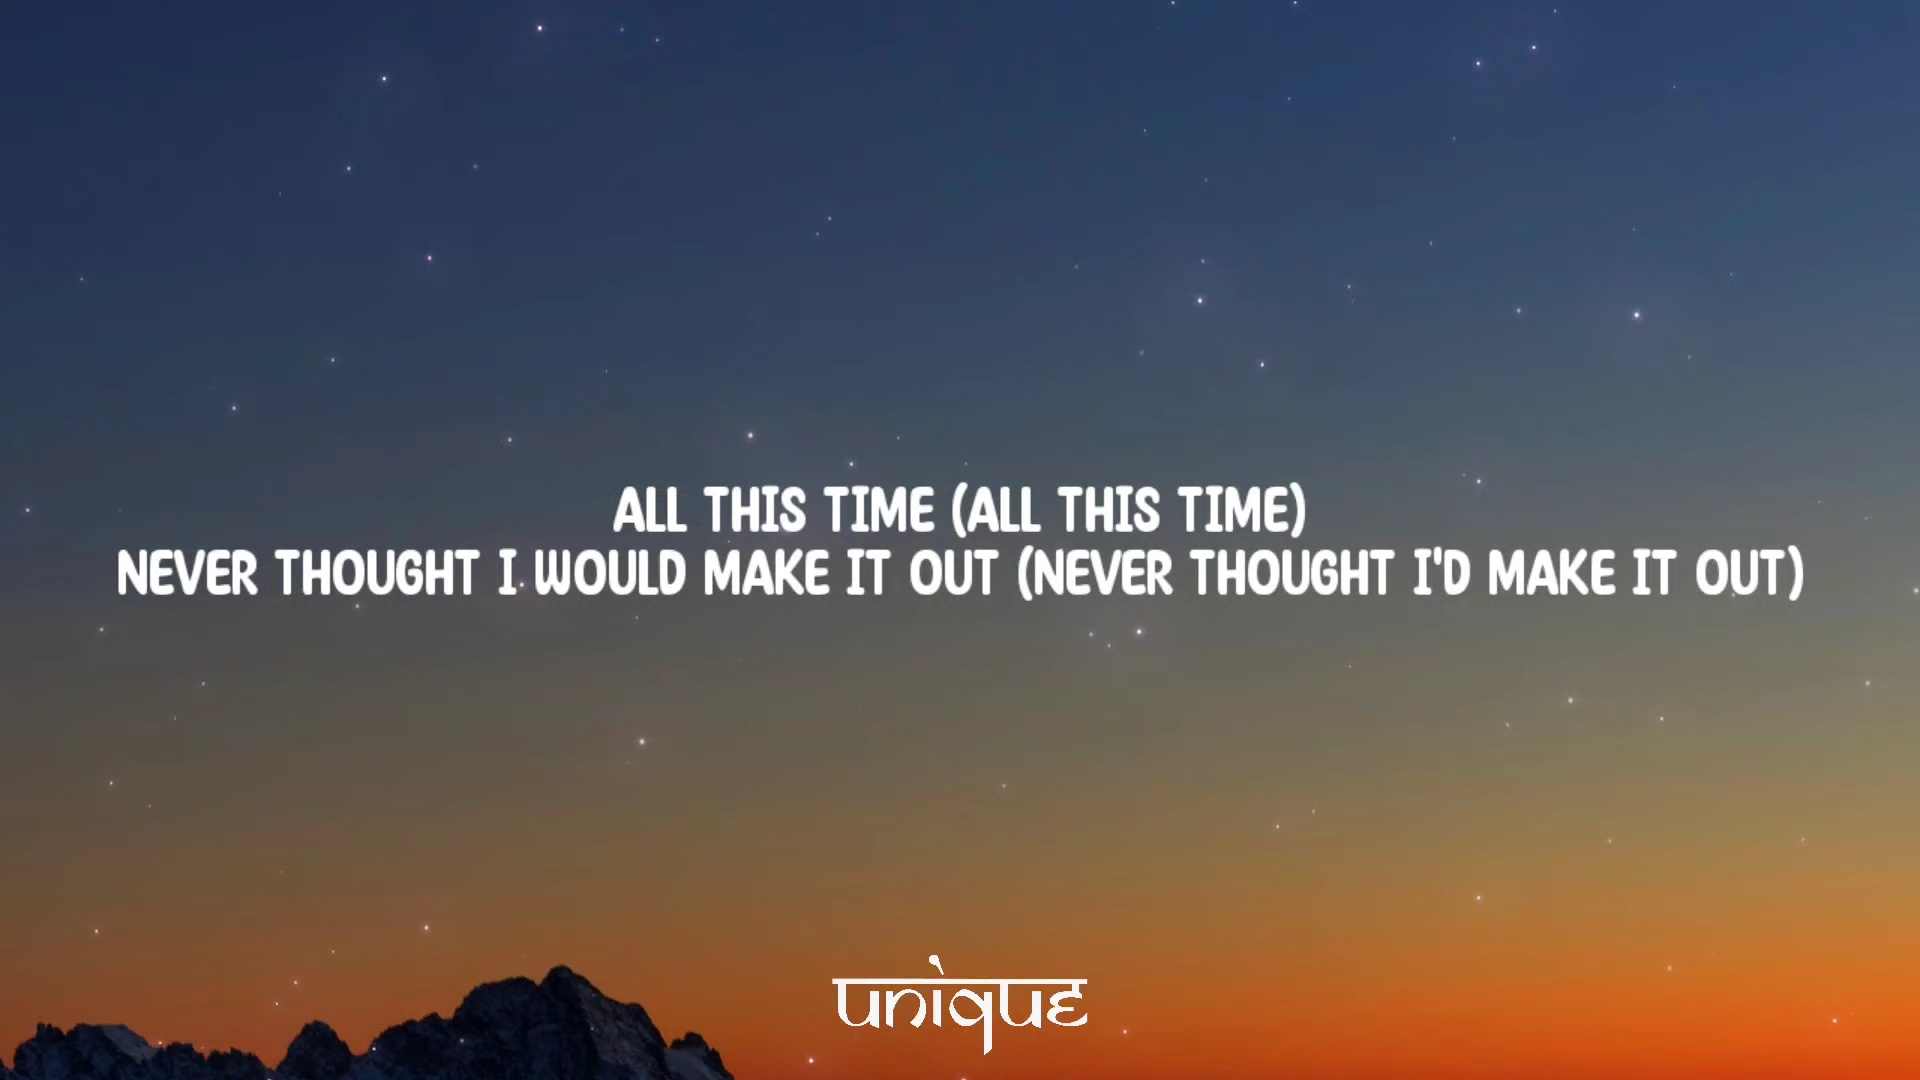 ALL THIS TIME (ALL THIS TIME)
NEVER THOUGHT I WOULD MAKE IT OUT (NEVER THOUGHT I'D MAKE IT OUT)
unique